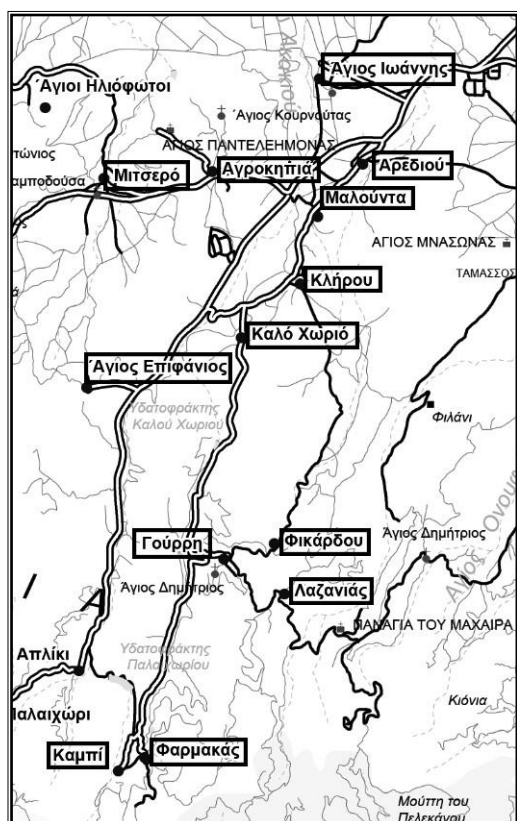 Άγιος Ιωάννης
Άγιοι Ηλιόφωτοι
Ακακίου
Άγιος Κουρνούτας
ΑΓΙΟΣ ΠΑΝΤΕΛΕΗΜΟΝΑΣ
Μιτσερό
Αγροκηπιά
Αρεδιού
Μαλούντα
ΑΓΙΟΣ ΜΝΑΣΩΝΑΣ
ΤΑΜΑΣΣΟΣ
Κλήρου
Καλό Χωριό
Άγιος Επιφάνιος
Υδατοφράκτης
Καλού Χωριού
Φιλάνι
Γούρρη
Φικάρδου
Άγιος Δημήτριος
Άγιος Δημήτριος
Λαζανιάς
ΠΑΝΑΓΙΑ ΤΟΥ ΜΑΧΑΙΡΑ
Υδατοφράκτης
Παλαιχωρίου
Απλίκι
Παλαιχώρι
Κιόνια
Καμπί
Φαρμακάς
Μούττη του
Πελεκάνου